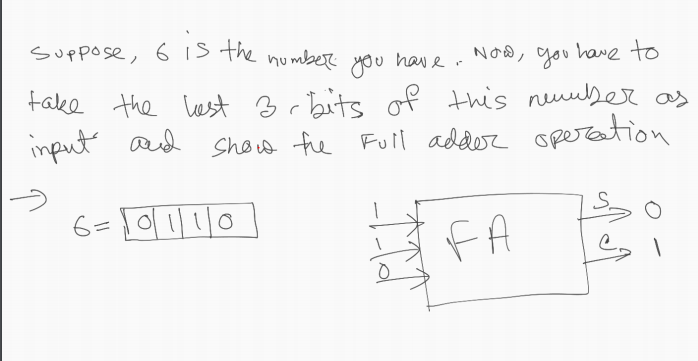 Suppose, 6 is the number you have. Now, you have to
take the last 3-bits of this number as
input and show the Full adder operation
→ 6 = 0 1 1 0
1
1
0
FA
S 0
C 1